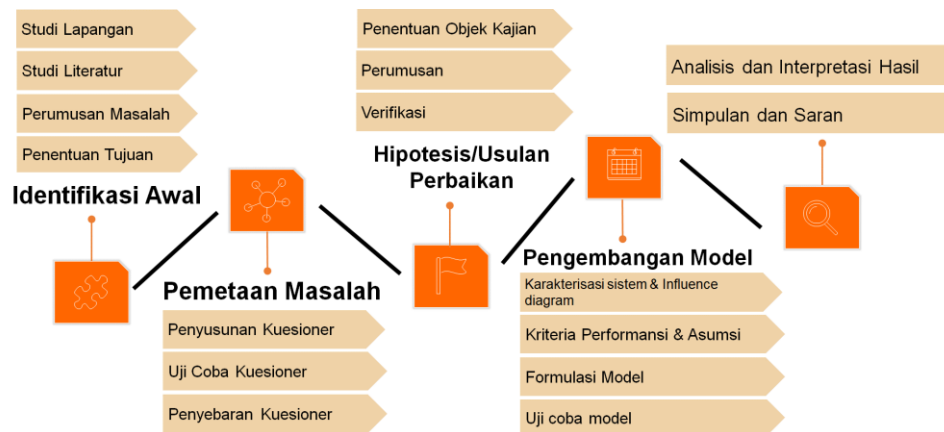 Studi Lapangan
Studi Literatur
Perumusan Masalah
Penentuan Tujuan
Identifikasi Awal
Pemetaan Masalah
Penyusunan Kuesioner
Uji Coba Kuesioner
Penyebaran Kuesioner
Penentuan Objek Kajian
Perumusan
Verifikasi
Hipotesis/Usulan
Perbaikan
Pengembangan Model
Karakterisasi sistem & Influence
diagram
Kriteria Performansi & Asumsi
Formulasi Model
Uji coba model
Analisis dan Interpretasi Hasil
Simpulan dan Saran